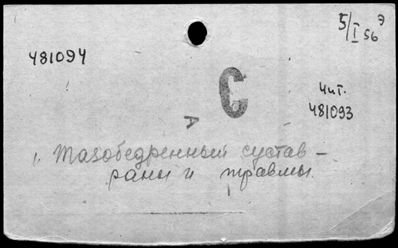 5/I 56 Э
481094
С
Чит.
481093
А
1. Тазобедренный сустав –
раны и травмы.